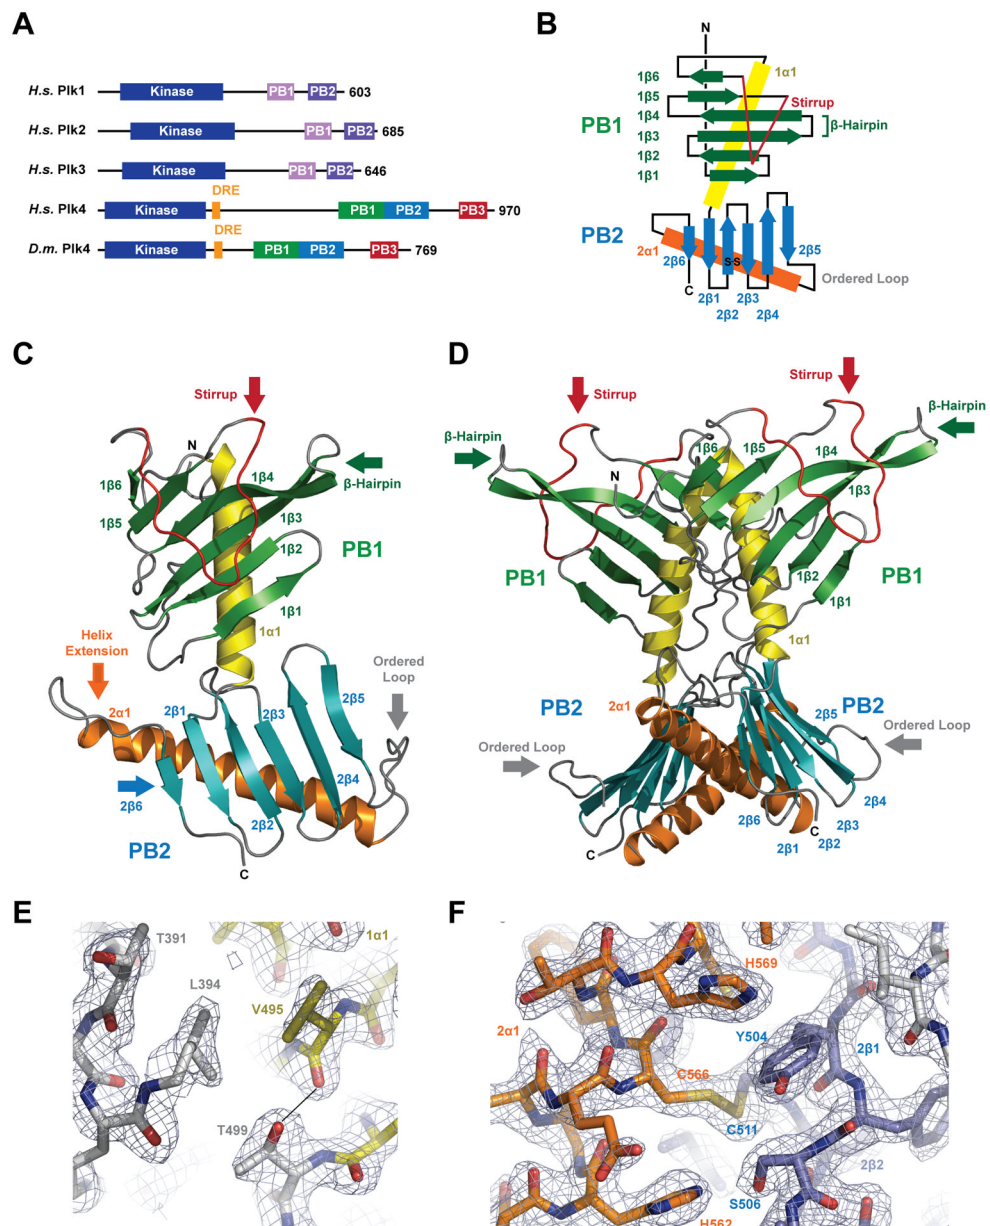 A
H.s. Plk1 Kinase PB1 PB2 603
H.s. Plk2 Kinase PB1 PB2 685
H.s. Plk3 Kinase PB1 PB2 646
DRE
H.s. Plk4 Kinase PB1 PB2 PB3 970
DRE
D.m. Plk4 Kinase PB1 PB2 PB3 769
B
N
1α1
1β6
1β5
Stirrup
1β4
PB1
β-Hairpin
1β3
1β2
1β1
PB2
2α1
2β6
S-S
2β5
Ordered Loop
C
2β1
2β3
2β2
2β4
C
Stirrup
N
1β6
1β4
β-Hairpin
1β5
1β3
1β2
PB1
1β1
1α1
Helix
Extension
Ordered
Loop
2α1
2β1
2β3
2β5
2β6
2β4
2β2
PB2
C
D
Stirrup
Stirrup
β-Hairpin
β-Hairpin
1β6
1β5
1β4
N
1β3
PB1
1β2
PB1
1β1
1α1
PB2
2α1
2β5
PB2
Ordered Loop
Ordered Loop
2β4
2β6
2β3
C
2β2
2β1
C
E
T391
1α1
L394
V495
T499
F
H569
2α1
Y504
2β1
C566
C511
2β2
S506
H562